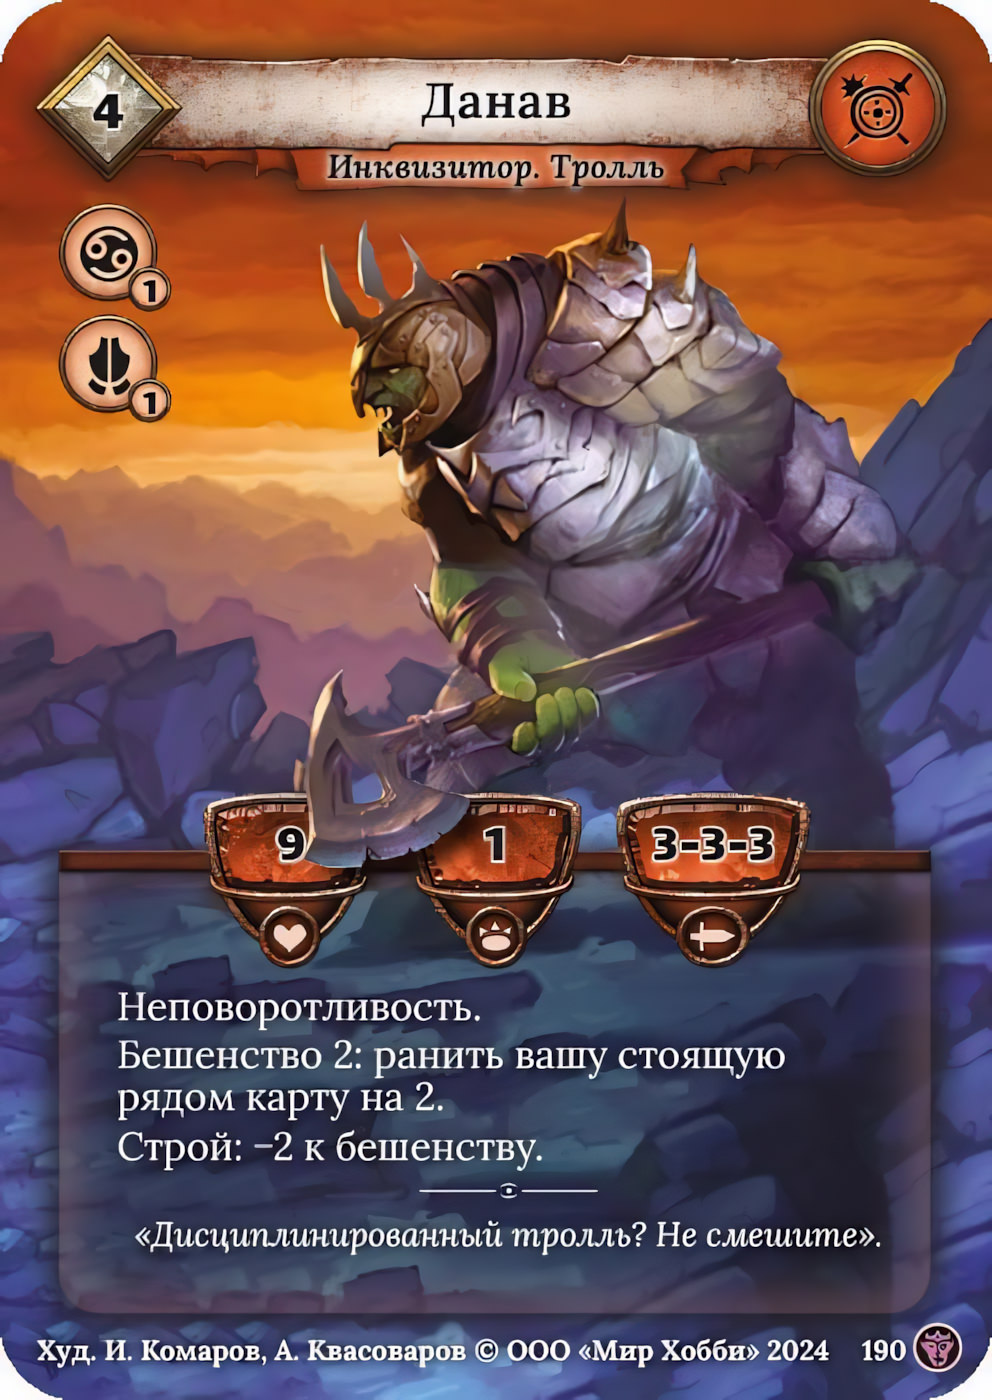 4
Данав
Инквизитор. Тролль
1
1
9
1
3-3-3
Неповоротливость.
Бешенство 2: ранить вашу стоящую
рядом карту на 2.
Строй: −2 к бешенству.
«Дисциплинированный тролль? Не смешите».
Худ. И. Комаров, А. Квасоваров © ООО «Мир Хобби» 2024 190